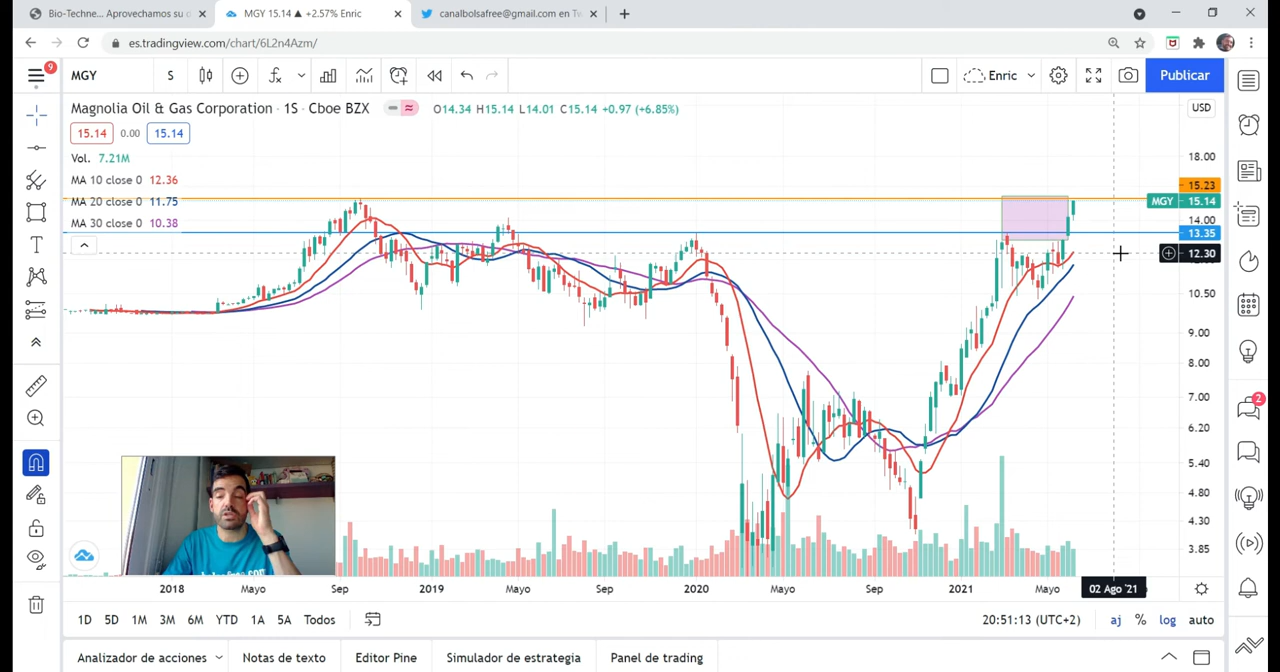 Bio-Techne... Aprovechamos su o
MGY 15.14 ▲ +2.57% Enric
canalbolsafree@gmail.com en Tw
es.tradingview.com/chart/6L2n4Azm/
9
MGY
S
Enric
Publicar
Magnolia Oil & Gas Corporation · 1S · Cboe BZX
O14.34 H15.14 L14.01 C15.14 +0.97 (+6.85%)
USD
15.14 0.00 15.14
Vol. 7.21M
MA 10 close 0 12.36
MA 20 close 0 11.75
MA 30 close 0 10.38
18.00
15.23
MGY 15.14
14.00
13.35
12.30
10.50
9.00
8.00
7.00
6.20
5.40
4.80
4.30
3.85
2
2018 Mayo Sep 2019 Mayo Sep 2020 Mayo Sep 2021 Mayo 02 Ago '21
1D 5D 1M 3M 6M YTD 1A 5A Todos
20:51:13 (UTC+2)
aj % log auto
Analizador de acciones
Notas de texto
Editor Pine
Simulador de estrategia
Panel de trading